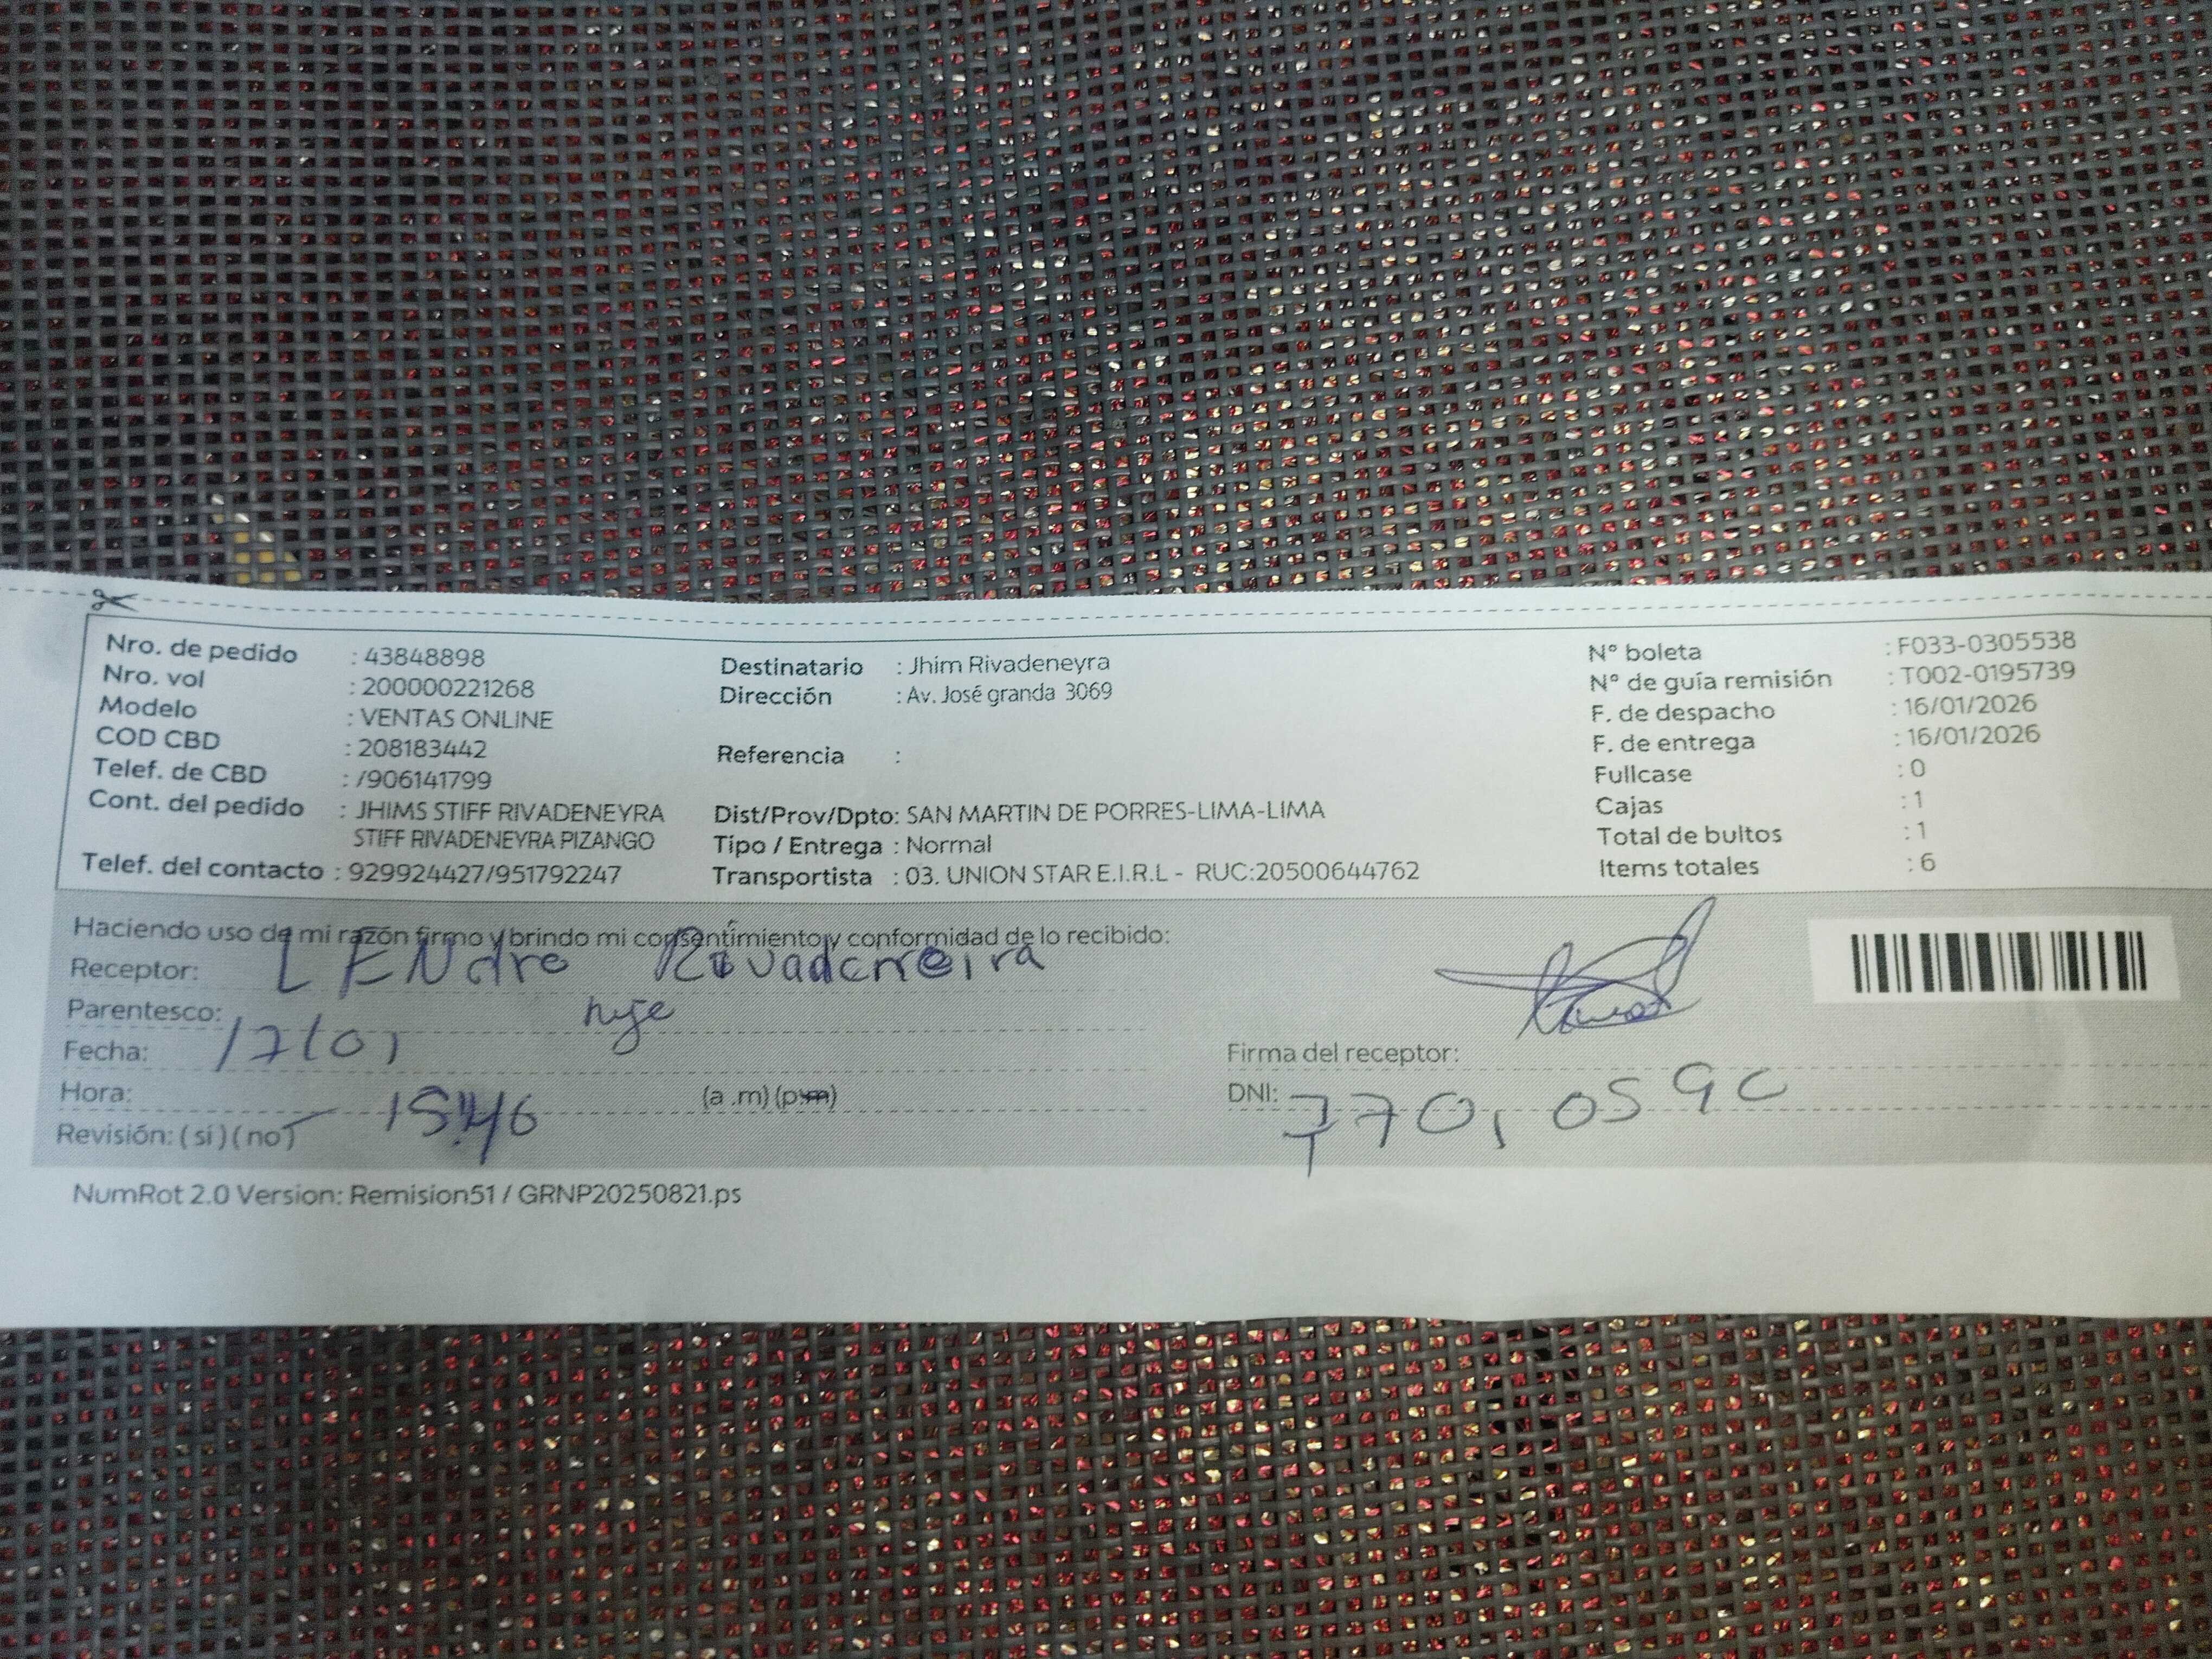 Nro. de pedido : 43848898
Nro. vol : 200000221268
Modelo : VENTAS ONLINE
COD CBD : 208183442
Telef. de CBD : /906141799
Cont. del pedido : JHIMS STIFF RIVADENEYRA
STIFF RIVADENEYRA PIZANGO
Telef. del contacto : 929924427/951792247
Destinatario : Jhim Rivadeneyra
Dirección : Av. José granda 3069
Referencia :
Dist/Prov/Dpto: SAN MARTIN DE PORRES-LIMA-LIMA
Tipo / Entrega : Normal
Transportista : 03. UNION STAR E.I.R.L - RUC:20500644762
N° boleta : F033-0305538
N° de guía remisión : T002-0195739
F. de despacho : 16/01/2026
F. de entrega : 16/01/2026
Fullcase : 0
Cajas : 1
Total de bultos : 1
Items totales : 6
Haciendo uso de mi razón firmo y brindo mi consentimiento y conformidad de lo recibido:
Receptor: LENdro Rivadeneira
Parentesco:
Fecha: 17/01
Hora: 15:46 (a .m) (p.m)
Revisión: ( si ) ( no )
Firma del receptor:
DNI:
NumRot 2.0 Version: Remision51 / GRNP20250821.ps